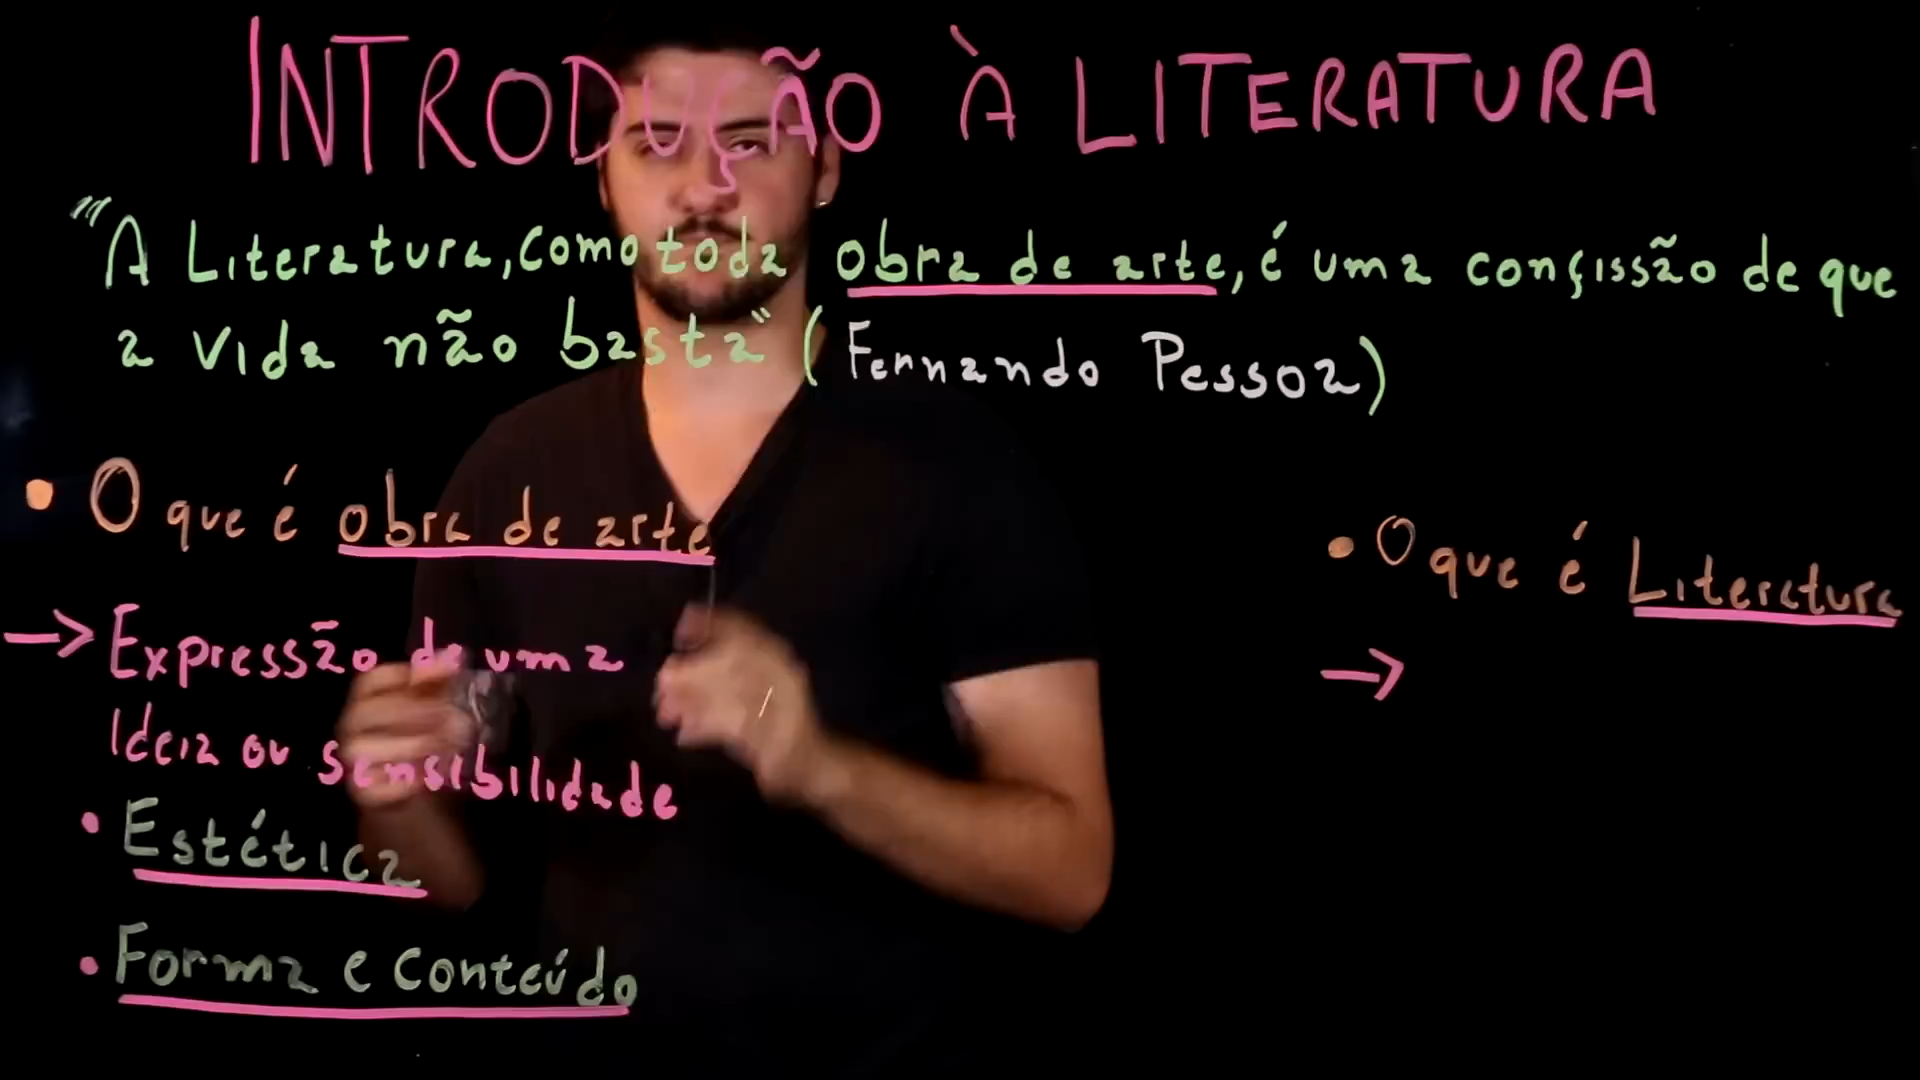 INTRODUÇÃO À LITERATURA
"A Literatura, como toda obra de arte, é uma confissão de que
a vida não basta" (Fernando Pessoa)
• O que é obra de arte
→ Expressão de uma
Ideia ou sensibilidade
• Estética
• Forma e conteúdo
• O que é Literatura
→